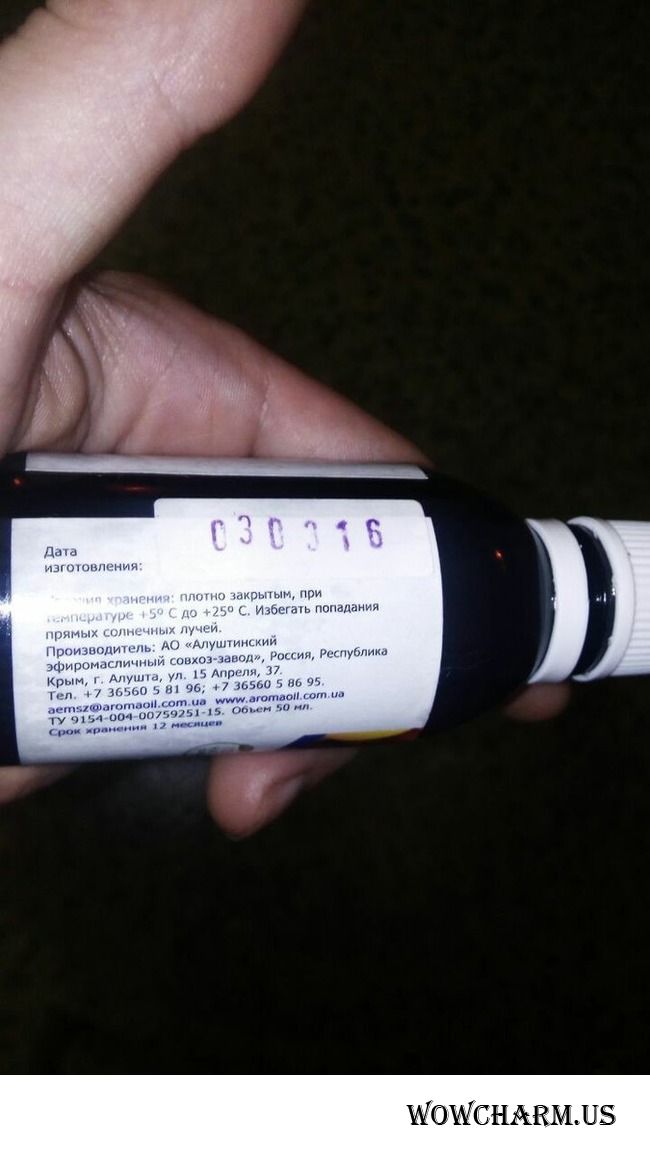 Дата
изготовления:
030316
хранения: плотно закрытым, при
температуре +5º С до +25º С. Избегать попадания
прямых солнечных лучей.
Производитель: АО «Алуштинский
эфиромасличный совхоз-завод», Россия, Республика
Крым, г. Алушта, ул. 15 Апреля, 37.
Тел. +7 36560 5 81 96; +7 36560 5 86 95.
aemsz@aromaoil.com.ua www.aromaoil.com.ua
ТУ 9154-004-00759251-15. Объем 50 мл.
Срок хранения 12 месяцев
WOWCHARM.US